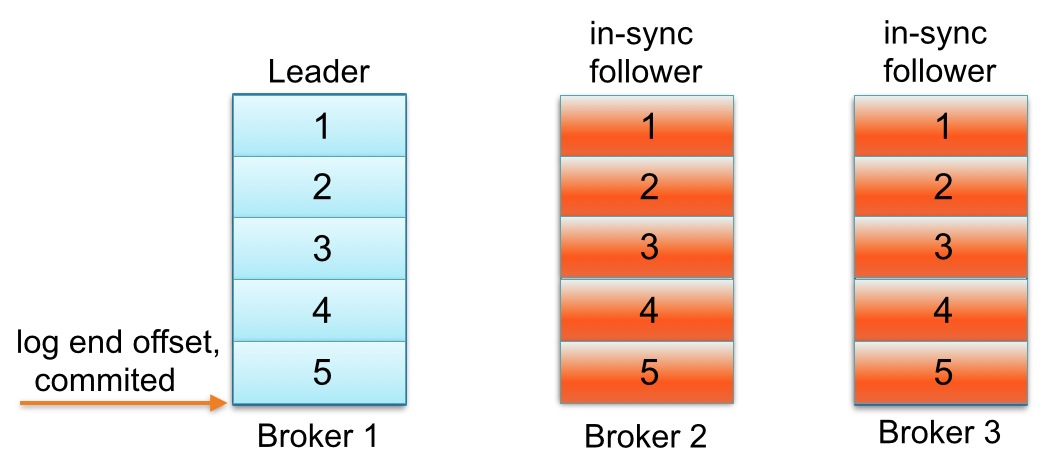 Leader
1
2
3
4
5
Broker 1
log end offset,
commited
in-sync
follower
1
2
3
4
5
Broker 2
in-sync
follower
1
2
3
4
5
Broker 3